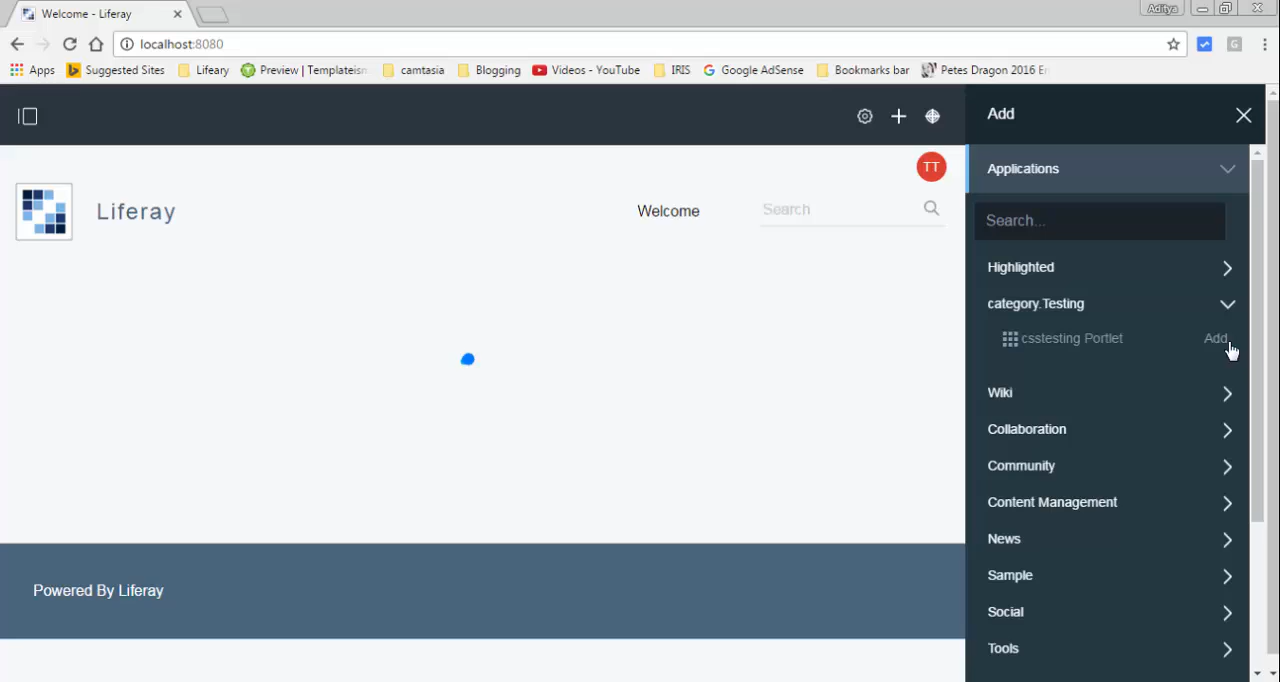 Welcome - Liferay
Aditya
localhost:8080
Apps Suggested Sites Liferay Preview | Templateism camtasia Blogging Videos - YouTube IRIS Google AdSense Bookmarks bar Petes Dragon 2016 E
Add
TT
Applications
Liferay
Welcome
Search
Search...
Highlighted
category.Testing
csstesting Portlet Add
Wiki
Collaboration
Community
Content Management
News
Sample
Social
Tools
Powered By Liferay